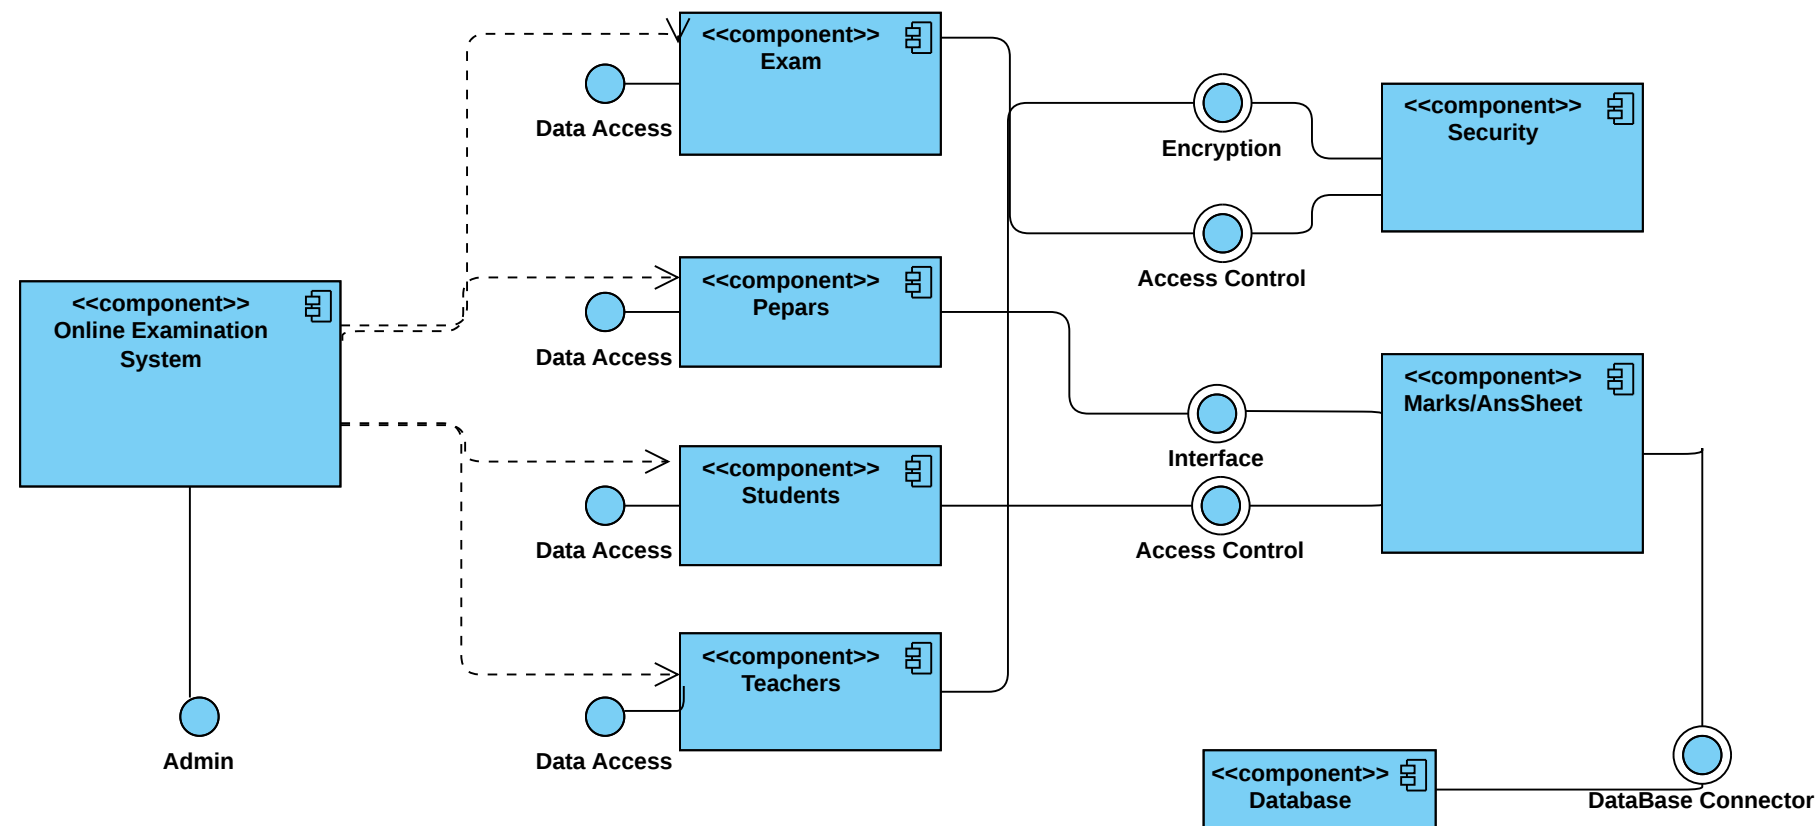 <<component>>
Exam
Data Access
<<component>>
Security
Encryption
Access Control
<<component>>
Online Examination
System
<<component>>
Pepars
Data Access
<<component>>
Marks/AnsSheet
Interface
<<component>>
Students
Data Access
Access Control
<<component>>
Teachers
Data Access
Admin
<<component>>
Database
DataBase Connector